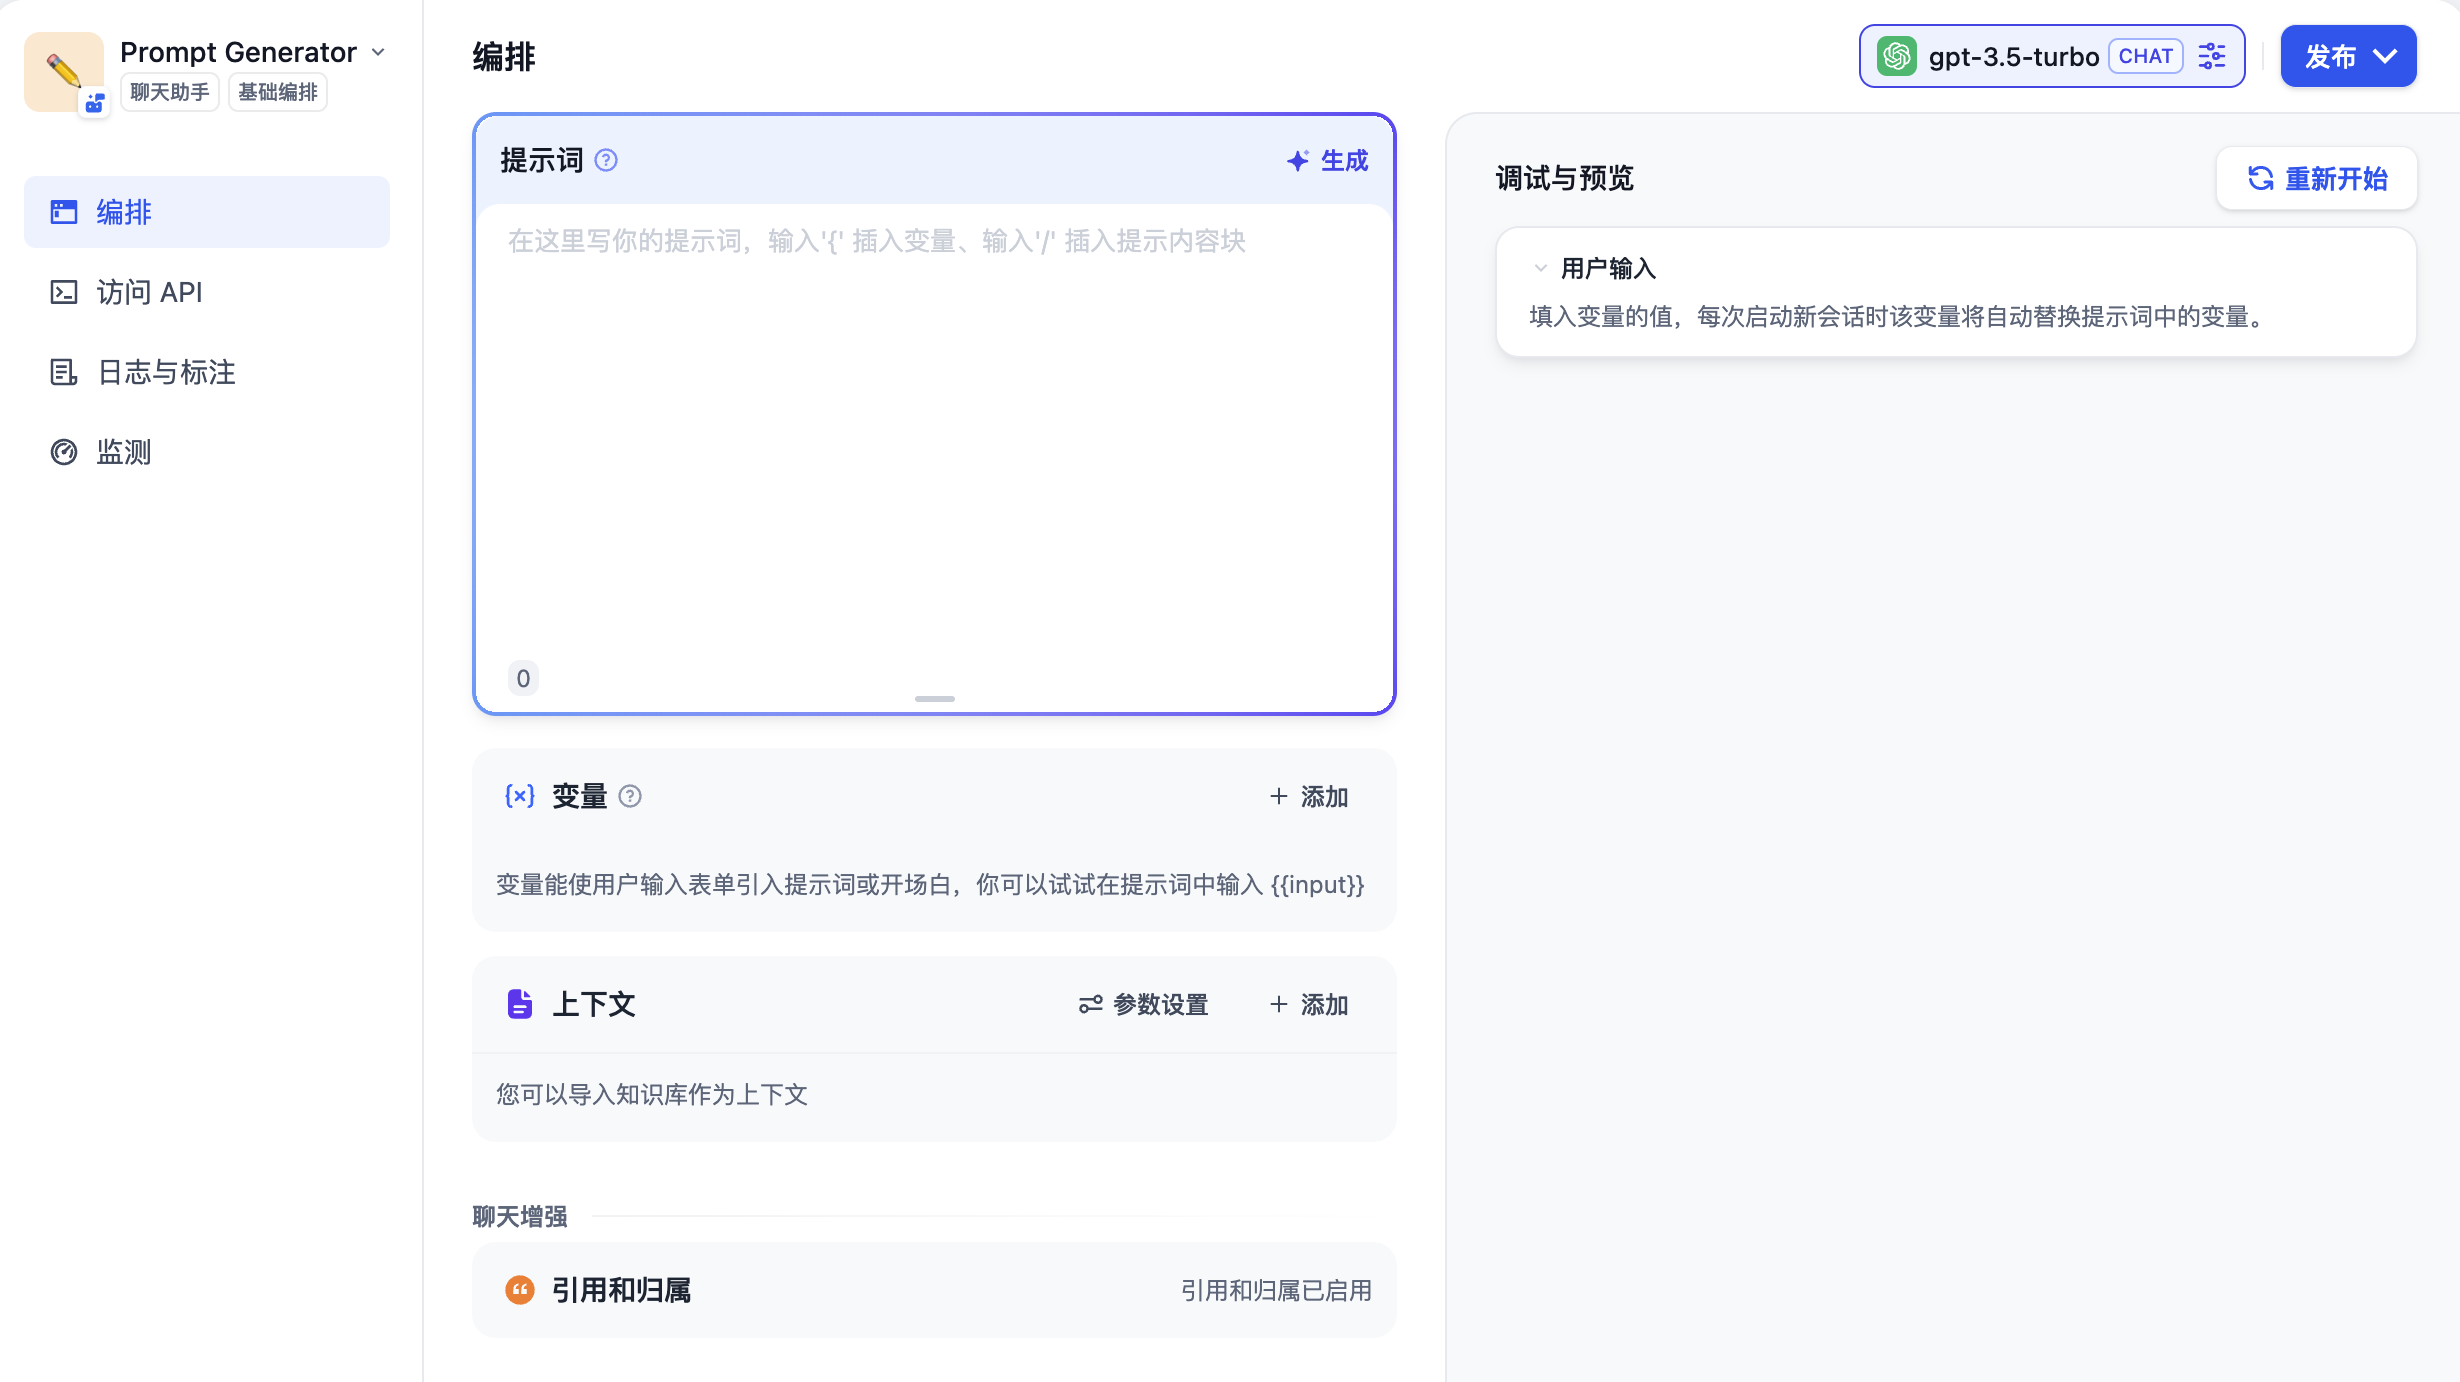 Prompt Generator
聊天助手 基础编排
编排
访问 API
日志与标注
监测
编排
gpt-3.5-turbo CHAT
发布
提示词
生成
在这里写你的提示词，输入'{' 插入变量、输入'/' 插入提示内容块
0
变量
添加
变量能使用户输入表单引入提示词或开场白，你可以试试在提示词中输入 {{input}}
上下文
参数设置
添加
您可以导入知识库作为上下文
聊天增强
引用和归属
引用和归属已启用
调试与预览
重新开始
用户输入
填入变量的值，每次启动新会话时该变量将自动替换提示词中的变量。